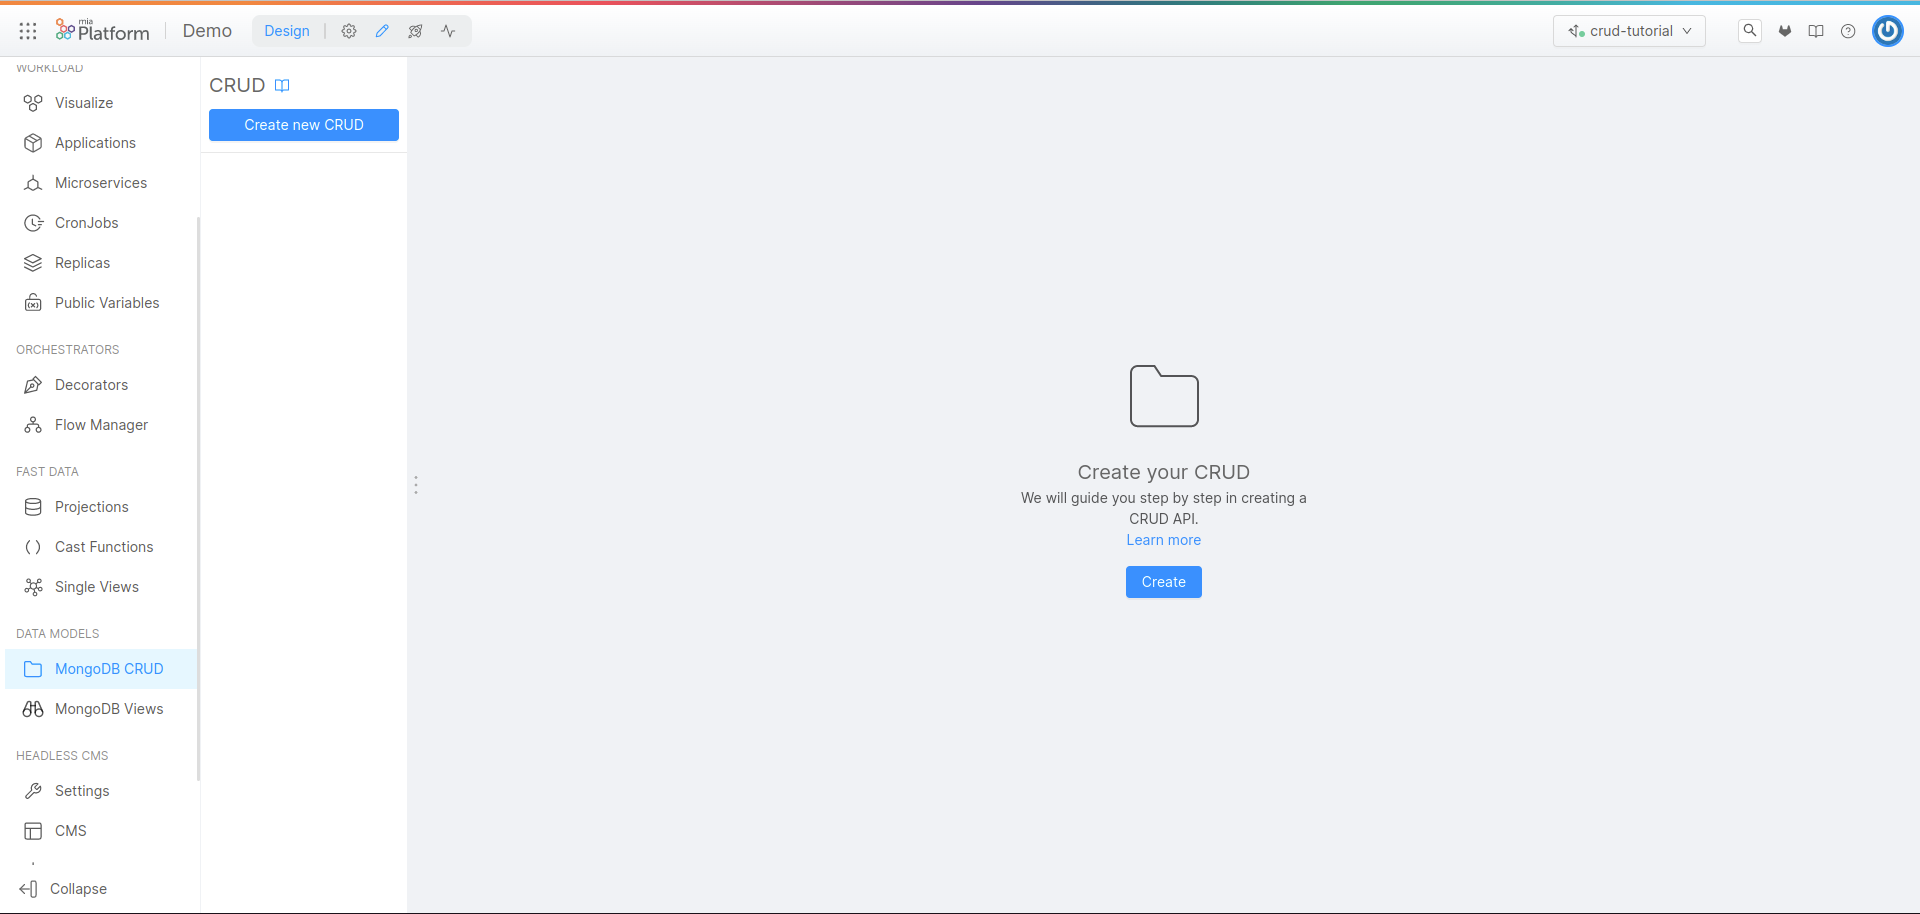 mia
Platform
Demo
Design
crud-tutorial
WORKLOAD
Visualize
Applications
Microservices
CronJobs
Replicas
Public Variables
ORCHESTRATORS
Decorators
Flow Manager
FAST DATA
Projections
Cast Functions
Single Views
DATA MODELS
MongoDB CRUD
MongoDB Views
HEADLESS CMS
Settings
CMS
Collapse
CRUD
Create new CRUD
Create your CRUD
We will guide you step by step in creating a
CRUD API.
Learn more
Create